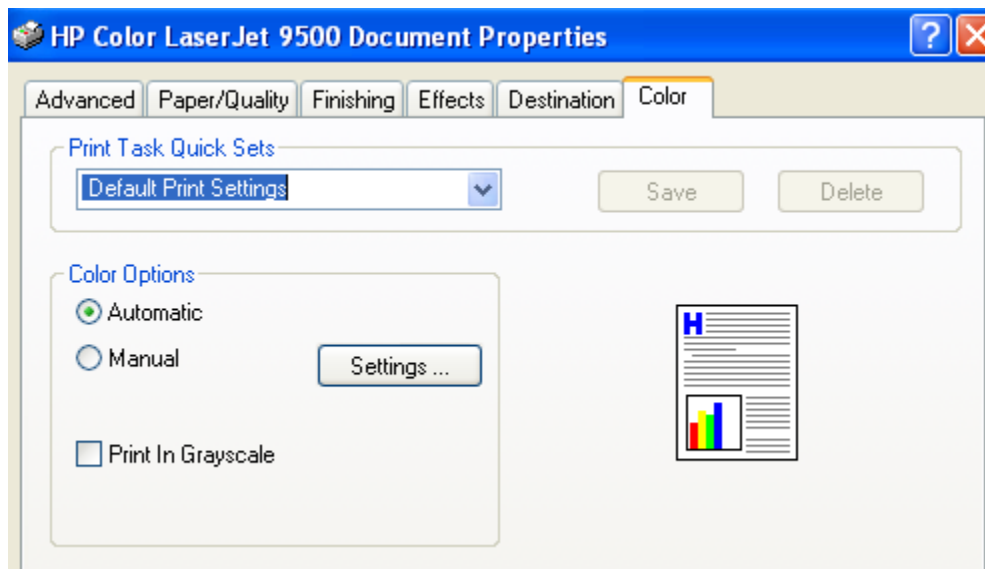 HP Color LaserJet 9500 Document Properties
?
Advanced Paper/Quality Finishing Effects Destination Color
Print Task Quick Sets
Default Print Settings Save Delete
Color Options
Automatic
Manual
Settings ...
Print In Grayscale
H